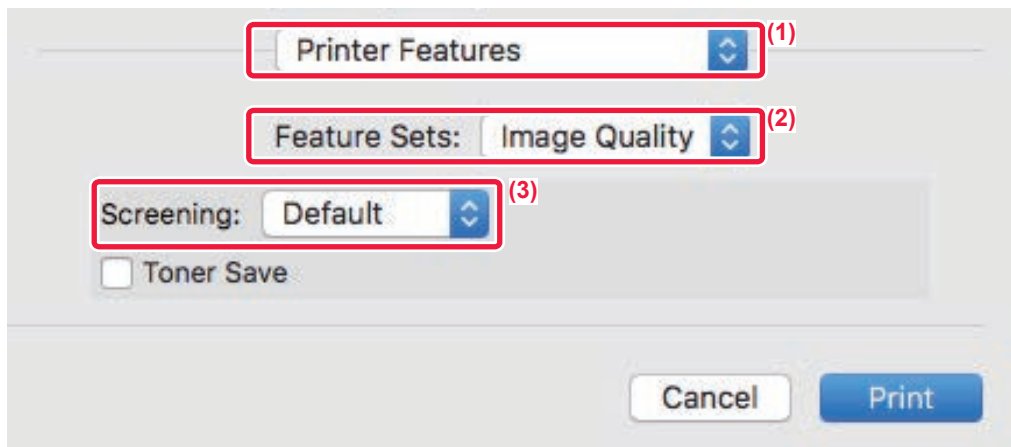 Printer Features (1)
Feature Sets: Image Quality (2)
Screening: Default (3)
Toner Save
Cancel Print